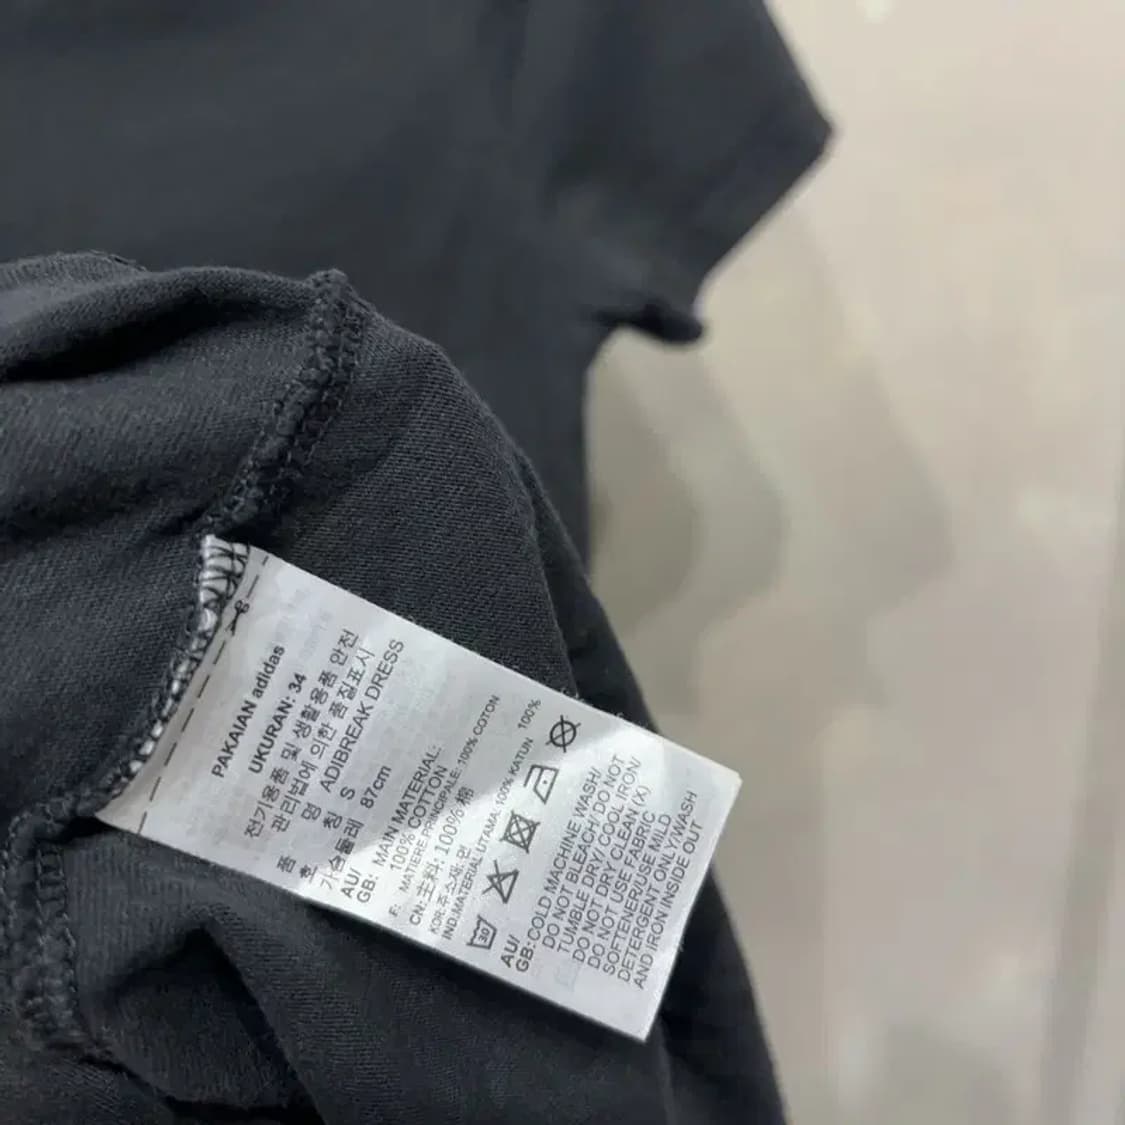 PAKAIAN adidas
UKURAN: 34
전기용품 및 생활용품 안전
관리법에 의한 품질표시
품 명 ADIBREAK DRESS
호 칭 S
가슴둘레 87cm
AU/
GB: MAIN MATERIAL:
100% COTTON
F: MATIERE PRINCIPALE: 100% COTON
CN: 主料: 100% 棉
KOR: 주소재: 면 100%
IND: MATERIAL UTAMA: 100% KATUN
30
AU/
GB: COLD MACHINE WASH/
DO NOT BLEACH/ DO NOT
TUMBLE DRY/ COOL IRON/
DO NOT DRY CLEAN (X)
DO NOT USE FABRIC
SOFTENER/USE MILD
DETERGENT ONLY/WASH
AND IRON INSIDE OUT